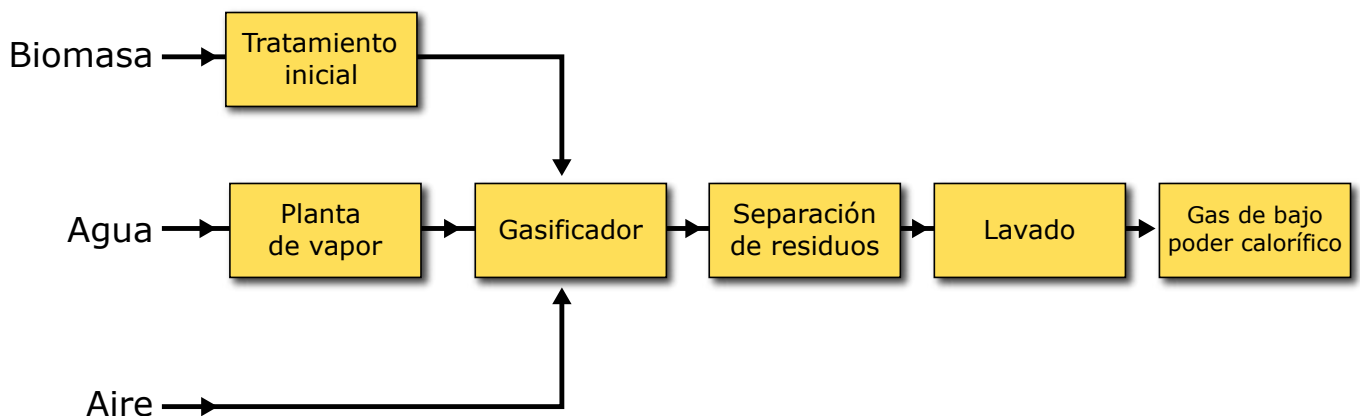 Biomasa
Tratamiento
inicial
Agua
Planta
de vapor
Gasificador
Separación
de residuos
Lavado
Gas de bajo
poder calorífico
Aire